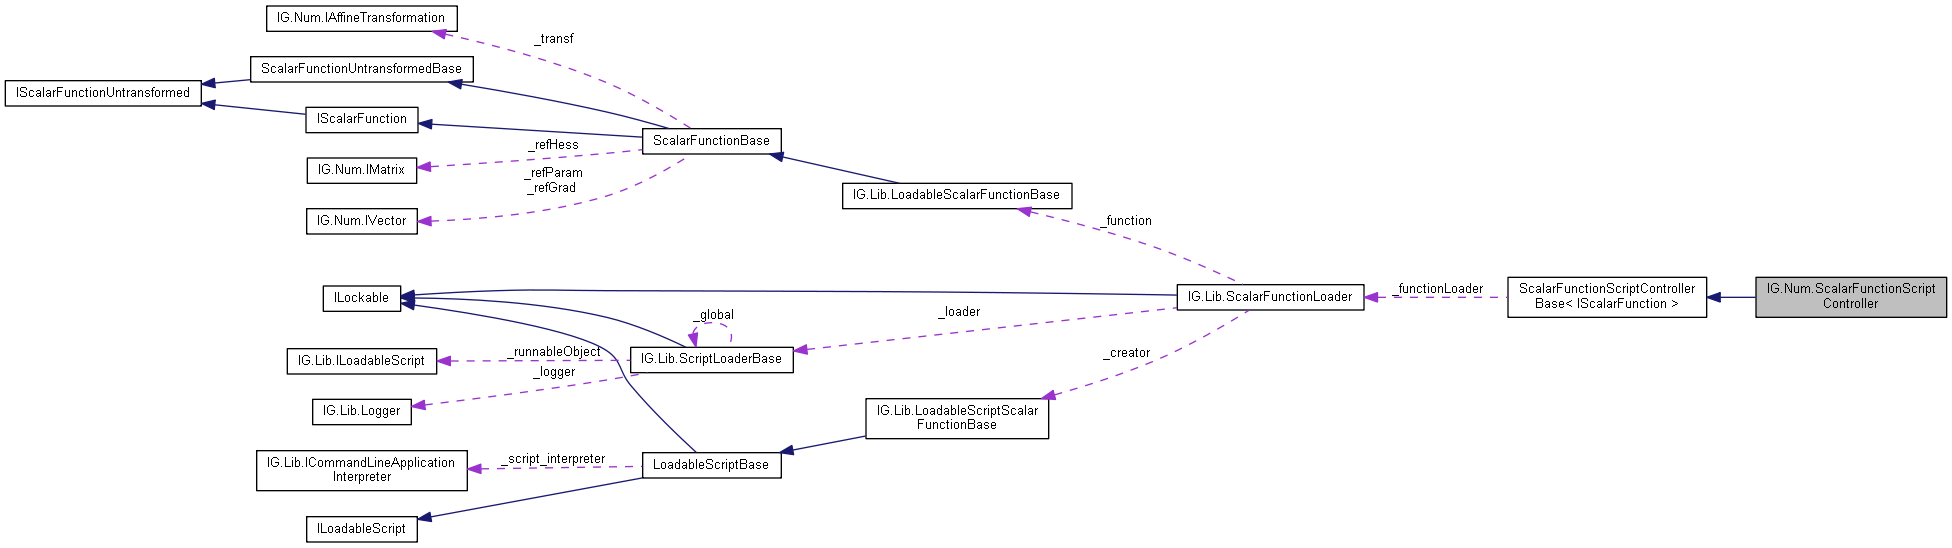 IG.Num.IAffineTransformation
_transf
ScalarFunctionUntransformedBase
IScalarFunctionUntransformed
IScalarFunction
ScalarFunctionBase
_refHess
IG.Num.IMatrix
_refParam
_refGrad
IG.Lib.LoadableScalarFunctionBase
IG.Num.IVector
_function
ILockable
IG.Lib.ScalarFunctionLoader
_functionLoader
ScalarFunctionScriptController
Base< IScalarFunction >
IG.Num.ScalarFunctionScript
Controller
_global
_loader
_runnableObject
IG.Lib.ILoadableScript
IG.Lib.ScriptLoaderBase
_creator
_logger
IG.Lib.Logger
IG.Lib.LoadableScriptScalar
FunctionBase
_script_interpreter
IG.Lib.ICommandLineApplication
Interpreter
LoadableScriptBase
ILoadableScript